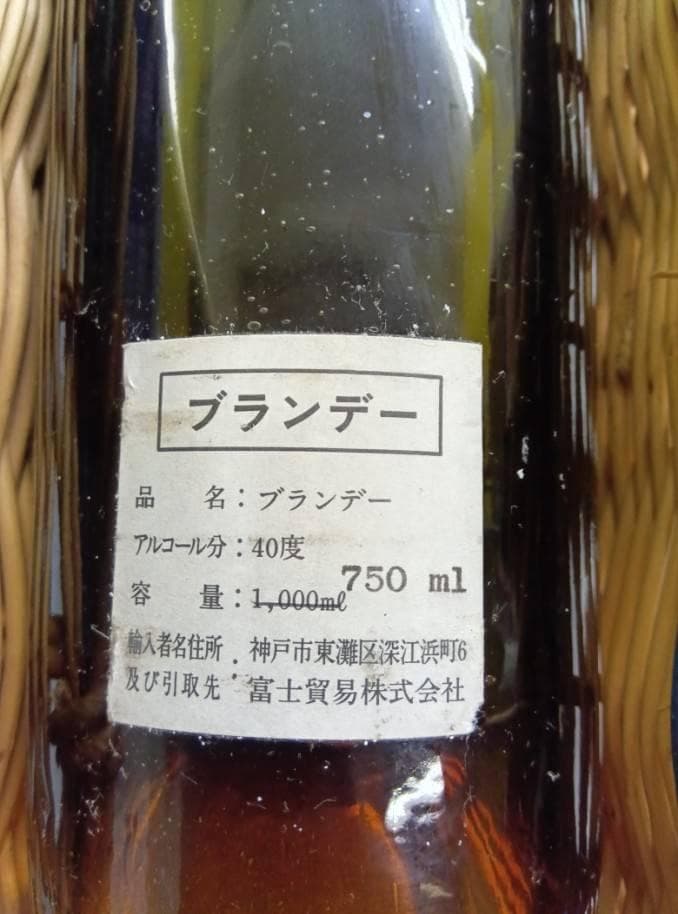 ブランデー
品名：ブランデー
アルコール分：40度
容量：1,000mℓ 750 ml
輸入者名住所及び引取先：神戸市東灘区深江浜町6
富士貿易株式会社